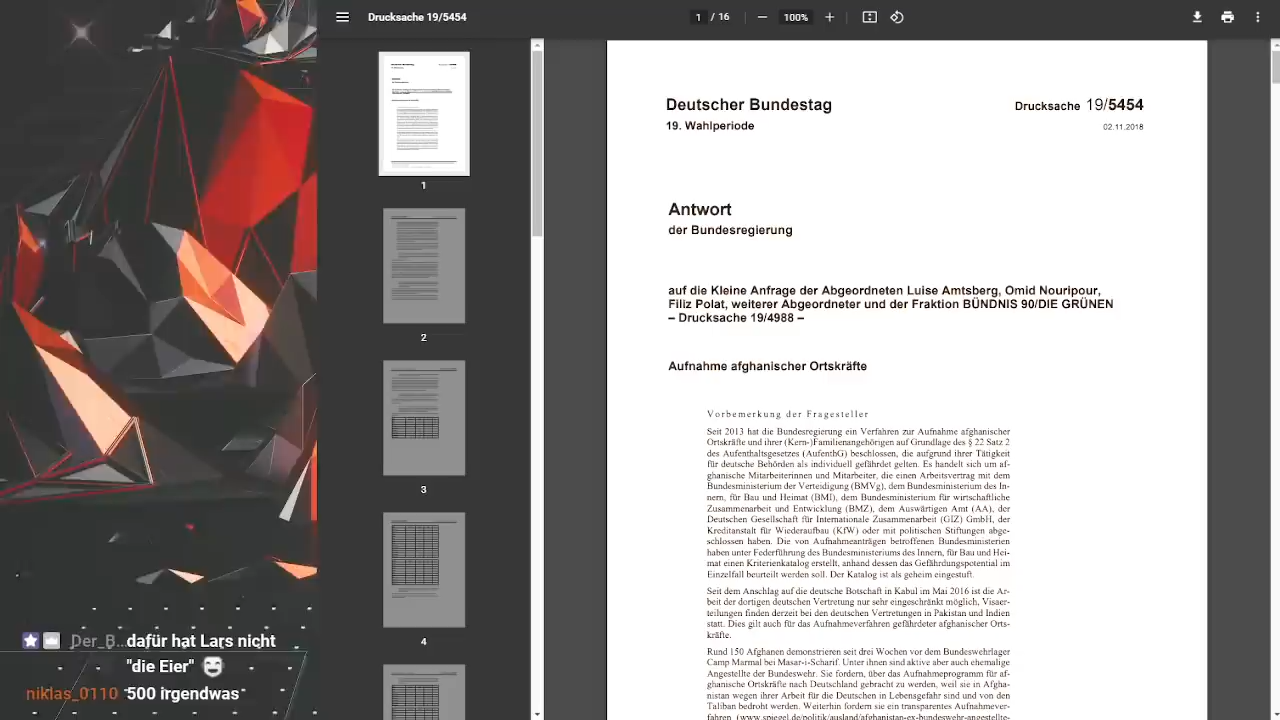 Drucksache 19/5454
1 / 16
100%
1
2
3
4
Deutscher Bundestag
Drucksache 19/5454
19. Wahlperiode
02.11.2018
Antwort
der Bundesregierung
auf die Kleine Anfrage der Abgeordneten Luise Amtsberg, Omid Nouripour,
Filiz Polat, weiterer Abgeordneter und der Fraktion BÜNDNIS 90/DIE GRÜNEN
– Drucksache 19/4988 –
Aufnahme afghanischer Ortskräfte
Vorbemerkung der Fragesteller
Seit 2013 hat die Bundesregierung ein Verfahren zur Aufnahme afghanischer
Ortskräfte und ihrer (Kern-)Familienangehörigen auf Grundlage des § 22 Satz 2
des Aufenthaltsgesetzes (AufenthG) beschlossen, die aufgrund ihrer Tätigkeit
für deutsche Behörden als individuell gefährdet gelten. Es handelt sich um af-
ghanische Mitarbeiterinnen und Mitarbeiter, die einen Arbeitsvertrag mit dem
Bundesministerium der Verteidigung (BMVg), dem Bundesministerium des In-
nern, für Bau und Heimat (BMI), dem Bundesministerium für wirtschaftliche
Zusammenarbeit und Entwicklung (BMZ), dem Auswärtigen Amt (AA), der
Deutschen Gesellschaft für Internationale Zusammenarbeit (GIZ) GmbH, der
Kreditanstalt für Wiederaufbau (KfW) oder mit politischen Stiftungen abge-
schlossen haben. Die von Aufnahmeanträgen betroffenen Bundesministerien
haben unter Federführung des Bundesministeriums des Innern, für Bau und Hei-
mat einen Kriterienkatalog erstellt, anhand dessen das Gefährdungspotential im
Einzelfall beurteilt werden soll. Der Katalog ist als geheim eingestuft.
Seit dem Anschlag auf die deutsche Botschaft in Kabul im Mai 2016 ist die Ar-
beit der dortigen deutschen Vertretung nur sehr eingeschränkt möglich, Visaer-
teilungen finden derzeit bei den deutschen Vertretungen in Pakistan und Indien
statt. Dies gilt auch für das Aufnahmeverfahren gefährdeter afghanischer Orts-
kräfte.
Rund 150 Afghanen demonstrieren seit drei Wochen vor dem Bundeswehrlager
Camp Marmal bei Masar-i-Scharif. Unter ihnen sind aktive aber auch ehemalige
Angestellte der Bundeswehr. Sie fordern, über das Aufnahmeprogramm für af-
ghanische Ortskräfte nach Deutschland gebracht zu werden, weil sie in Afgha-
nistan wegen ihrer Arbeit für die Deutschen in Lebensgefahr sind und von den
Taliban bedroht werden. Weiterhin fordern sie ein transparentes Aufnahmever-
fahren (www.spiegel.de/politik/ausland/afghanistan-ex-bundeswehr-angestellte-
Der_B... dafür hat Lars nicht
"die Eier"
niklas_0110 500 irgendwas